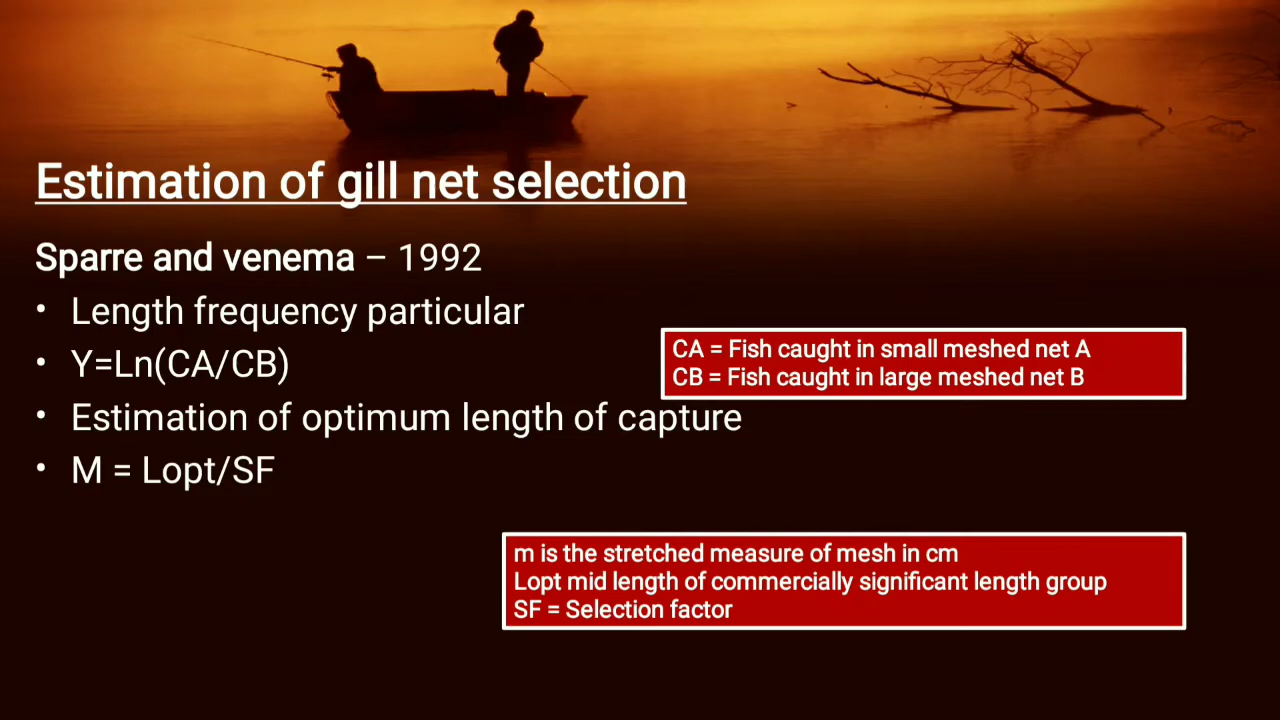 Estimation of gill net selection
Sparre and venema – 1992
• Length frequency particular
• Y=Ln(CA/CB)
CA = Fish caught in small meshed net A
CB = Fish caught in large meshed net B
• Estimation of optimum length of capture
• M = Lopt/SF
m is the stretched measure of mesh in cm
Lopt mid length of commercially significant length group
SF = Selection factor